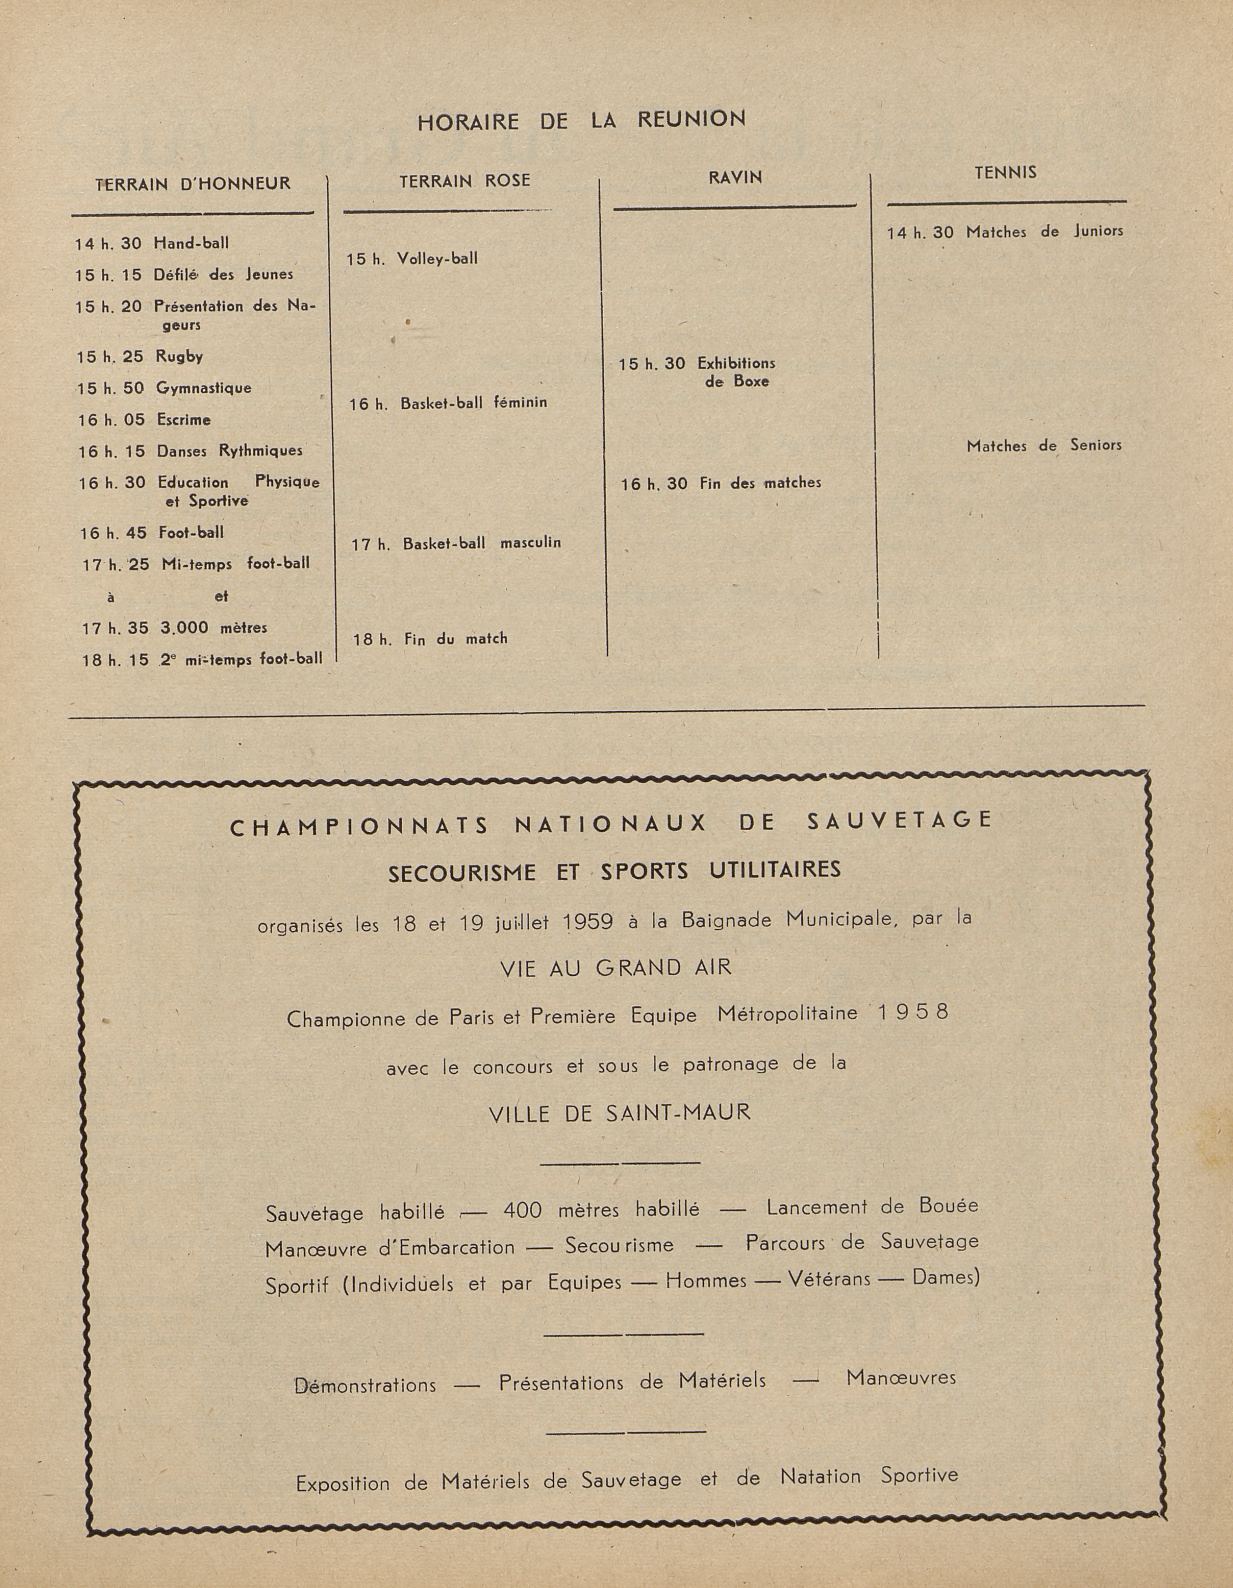 HORAIRE DE LA REUNION
TERRAIN D'HONNEUR
14 h. 30 Hand-ball
15 h. 15 Défilé des Jeunes
15 h. 20 Présentation des Na-
geurs
15 h. 25 Rugby
15 h. 50 Gymnastique
16 h. 05 Escrime
16 h. 15 Danses Rythmiques
16 h. 30 Education Physique
et Sportive
16 h. 45 Foot-ball
17 h. 25 Mi-temps foot-ball
à et
17 h. 35 3.000 mètres
18 h. 15 2e mi-temps foot-ball
TERRAIN ROSE
15 h. Volley-ball
16 h. Basket-ball féminin
17 h. Basket-ball masculin
18 h. Fin du match
RAVIN
15 h. 30 Exhibitions
de Boxe
16 h. 30 Fin des matches
TENNIS
14 h. 30 Matches de Juniors
Matches de Seniors
CHAMPIONNATS NATIONAUX DE SAUVETAGE
SECOURISME ET SPORTS UTILITAIRES
organisés les 18 et 19 juillet 1959 à la Baignade Municipale, par la
VIE AU GRAND AIR
Championne de Paris et Première Equipe Métropolitaine 1958
avec le concours et sous le patronage de la
VILLE DE SAINT-MAUR
Sauvetage habillé — 400 mètres habillé — Lancement de Bouée
Manœuvre d'Embarcation — Secourisme — Parcours de Sauvetage
Sportif (Individuels et par Equipes — Hommes — Vétérans — Dames)
Démonstrations — Présentations de Matériels — Manœuvres
Exposition de Matériels de Sauvetage et de Natation Sportive